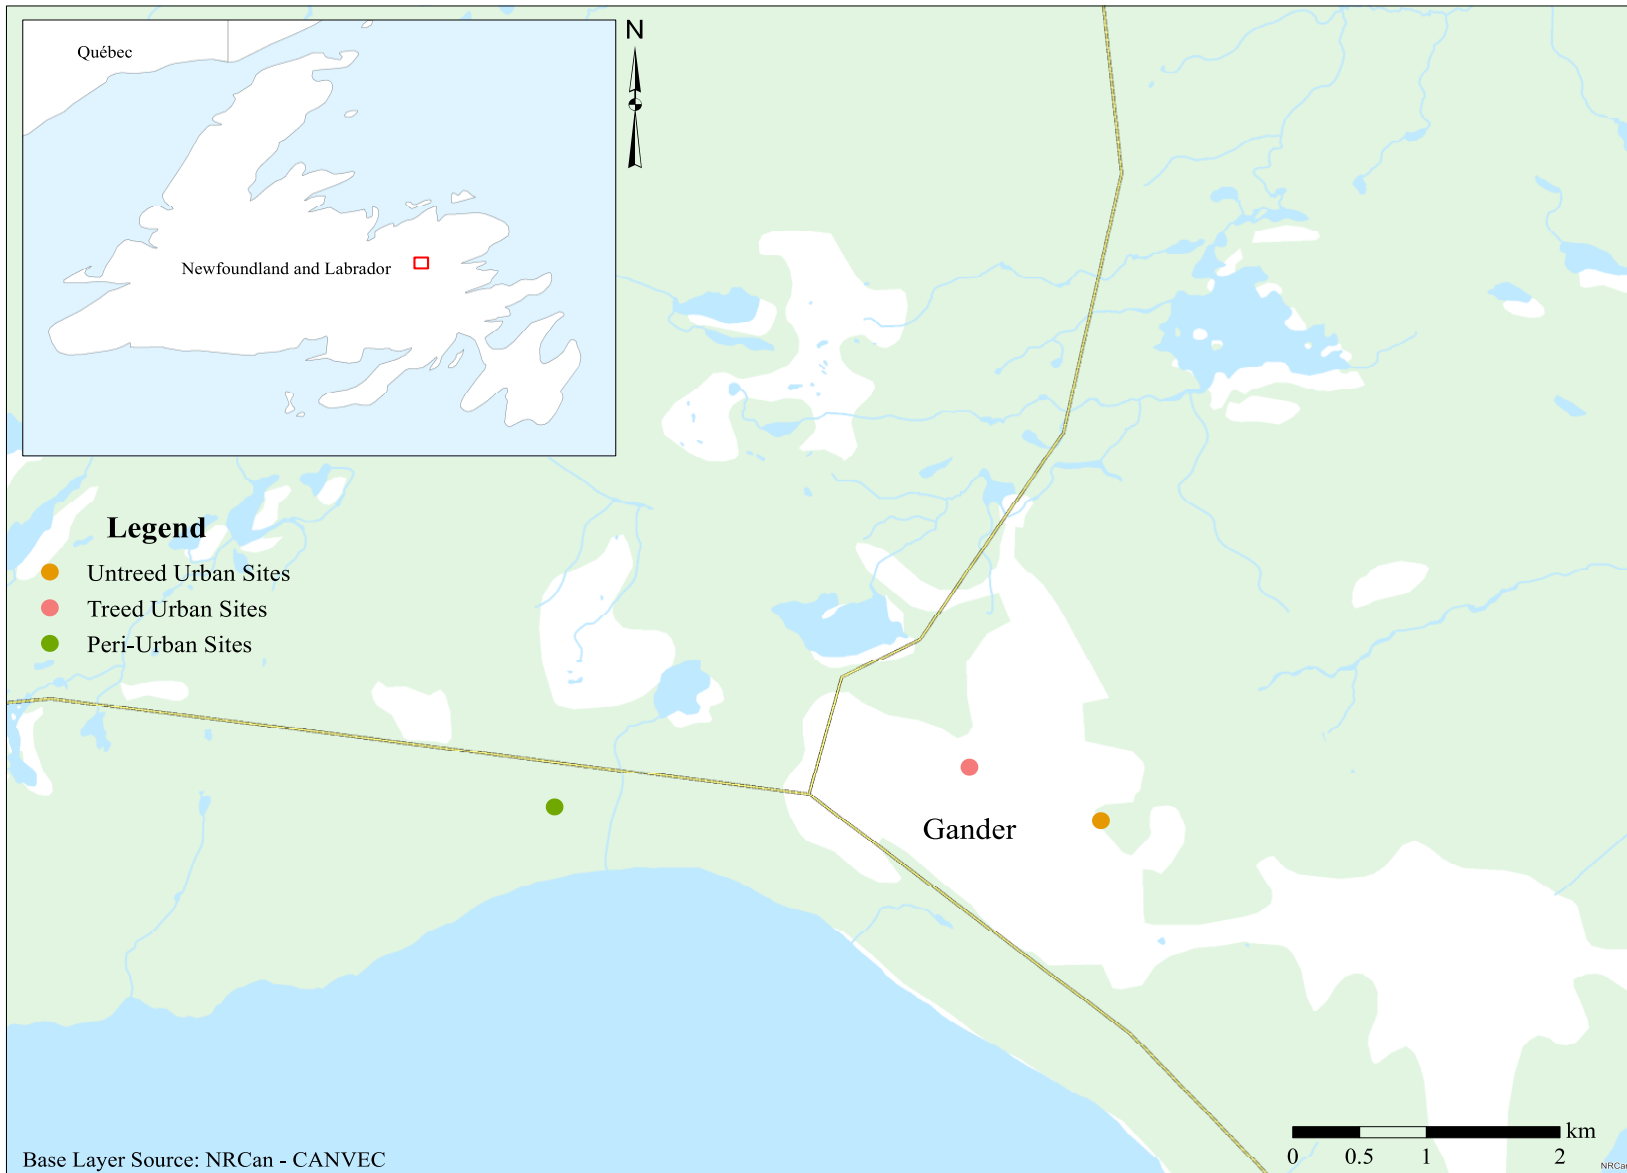 Québec
Newfoundland and Labrador
N
Legend
Untreed Urban Sites
Treed Urban Sites
Peri-Urban Sites
Gander
km
0 0.5 1 2
Base Layer Source: NRCan - CANVEC
NRCan